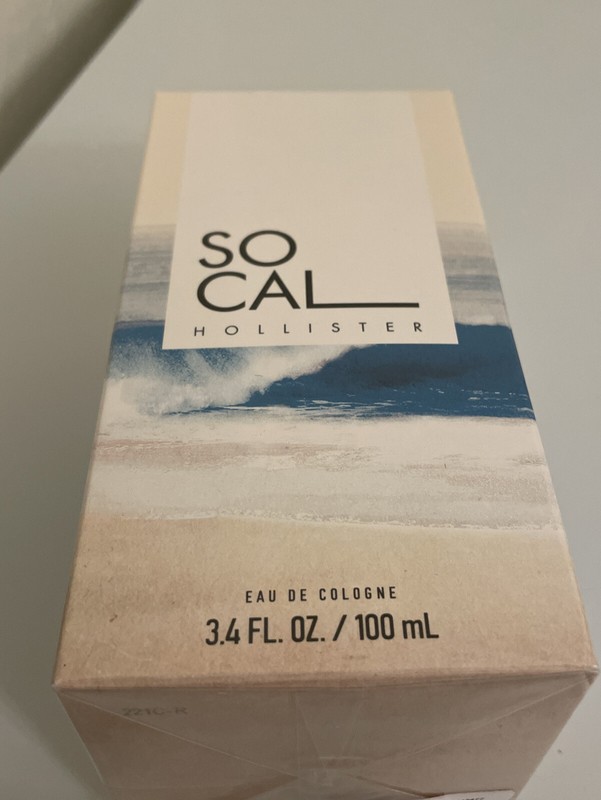 SO
CAL
HOLLISTER
EAU DE COLOGNE
3.4 FL. OZ. / 100 mL